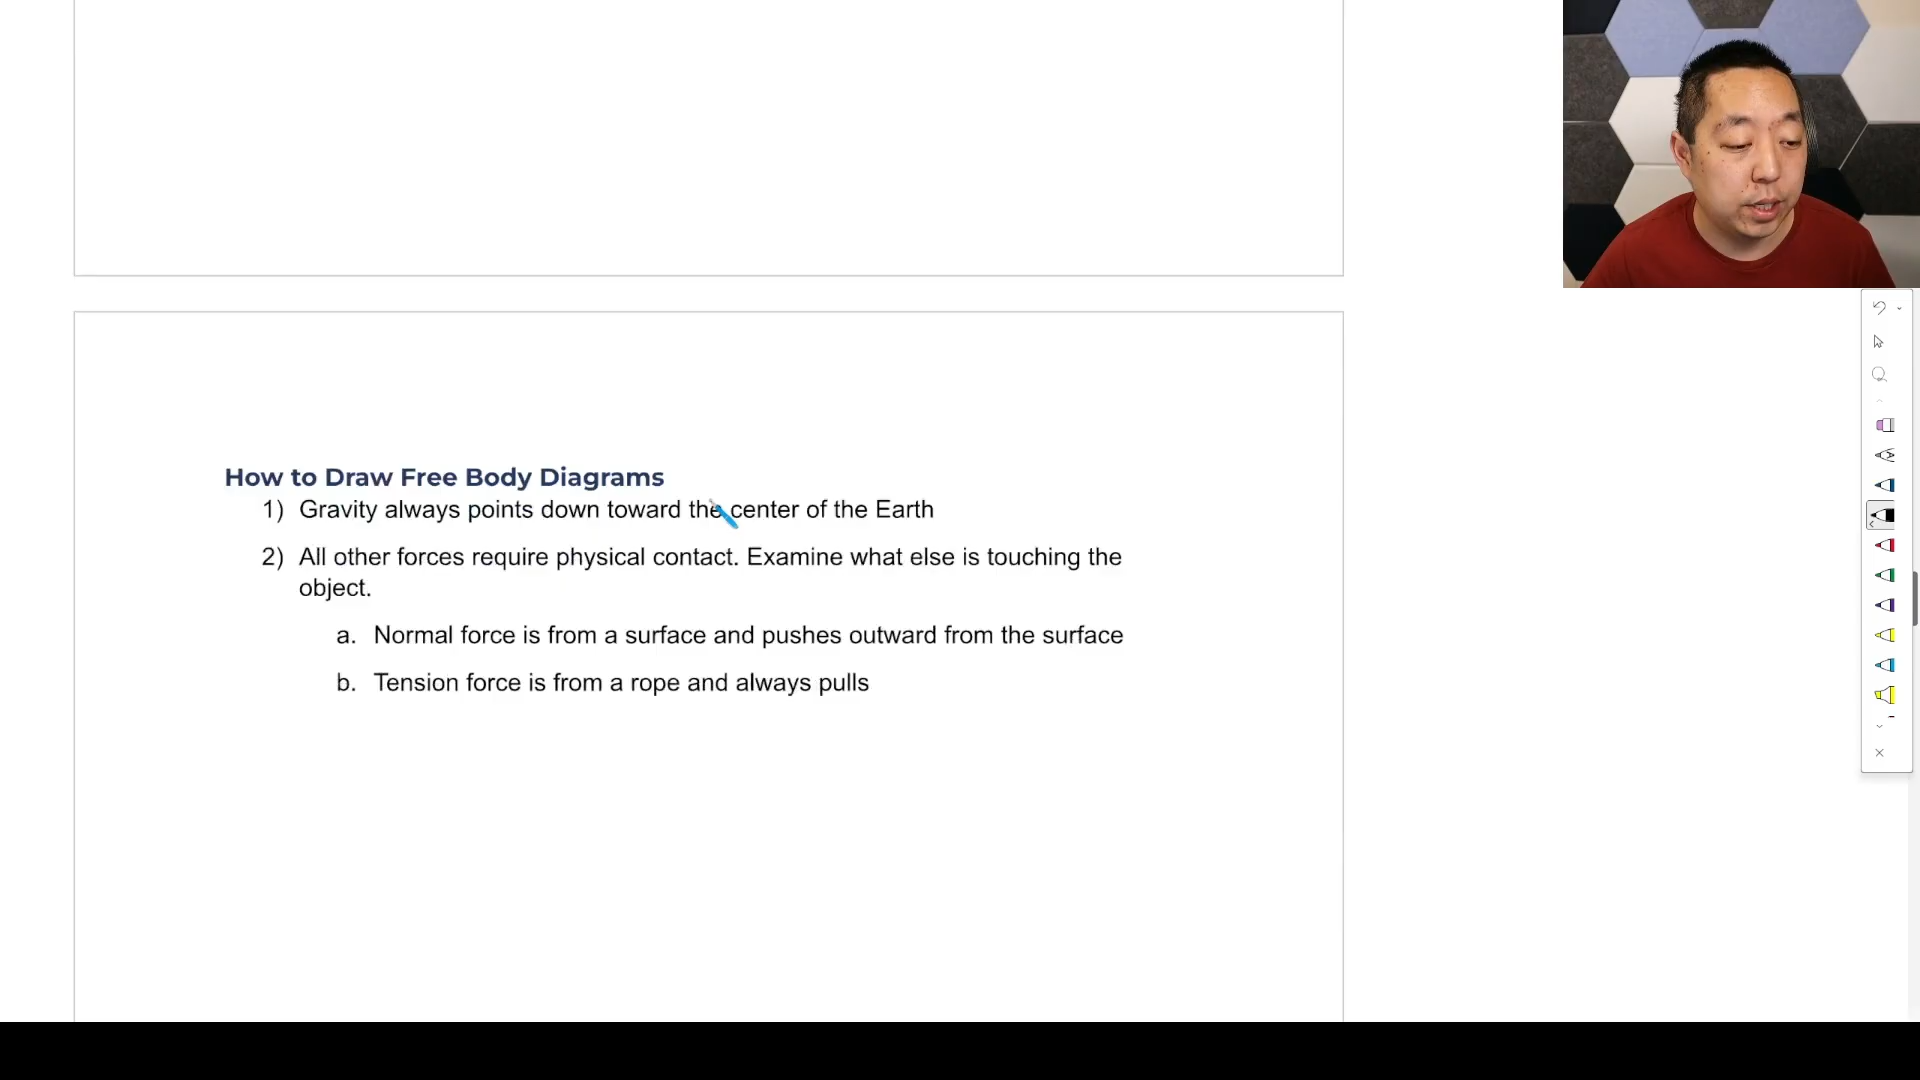 How to Draw Free Body Diagrams
1) Gravity always points down toward the center of the Earth
2) All other forces require physical contact. Examine what else is touching the
object.
a. Normal force is from a surface and pushes outward from the surface
b. Tension force is from a rope and always pulls